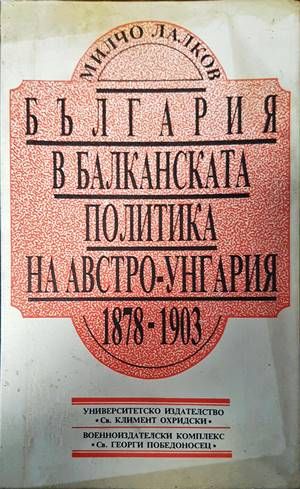 МИЛЧО ЛАЛКОВ
БЪЛГАРИЯ
В БАЛКАНСКАТА
ПОЛИТИКА
НА АВСТРО-УНГАРИЯ
1878-1903
УНИВЕРСИТЕТСКО ИЗДАТЕЛСТВО
• Св. КЛИМЕНТ ОХРИДСКИ •
ВОЕННОИЗДАТЕЛСКИ КОМПЛЕКС
• Св. ГЕОРГИ ПОБЕДОНОСЕЦ •